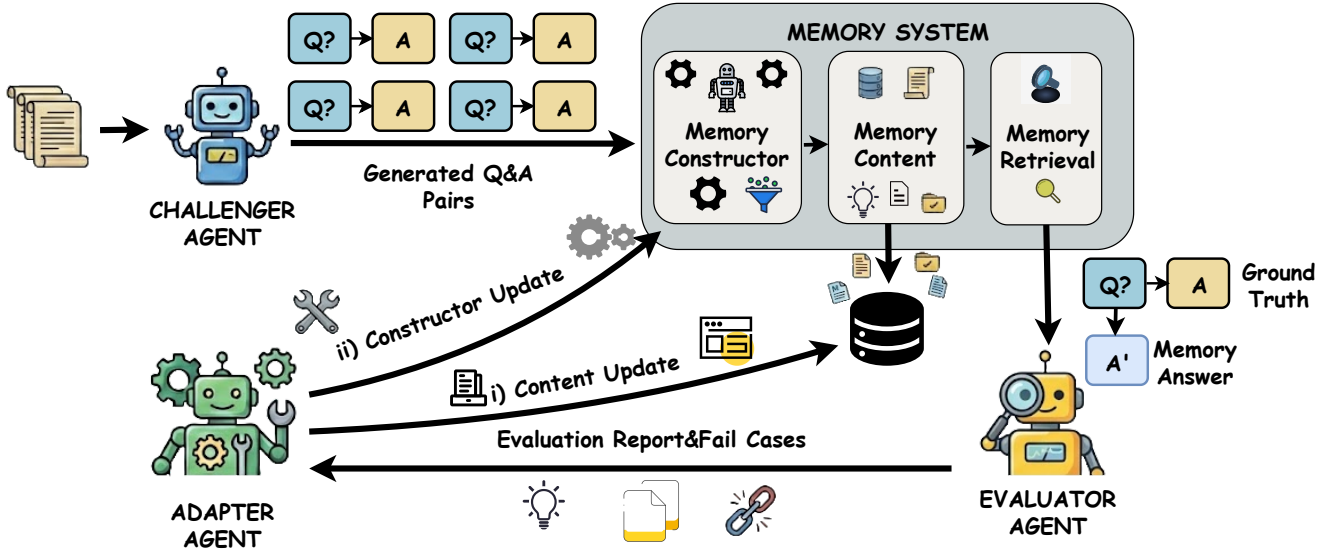 Q? A Q? A
Q? A Q? A
Generated Q&A
Pairs
CHALLENGER
AGENT
MEMORY SYSTEM
Memory
Constructor
Memory
Content
Memory
Retrieval
Q? A
Ground
Truth
A'
Memory
Answer
ii) Constructor Update
i) Content Update
Evaluation Report&Fail Cases
ADAPTER
AGENT
EVALUATOR
AGENT